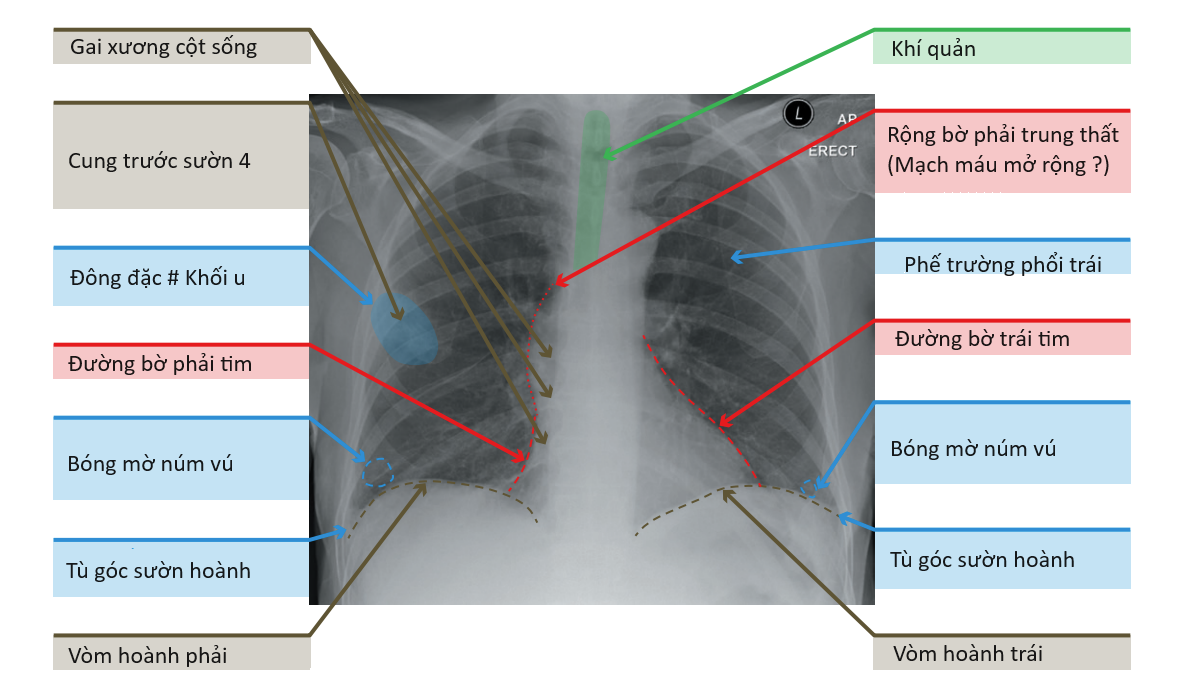 Gai xương cột sống
Cung trước sườn 4
Đông đặc # Khối u
Đường bờ phải tim
Bóng mờ núm vú
Tù góc sườn hoành
Vòm hoành phải
L
AP
ERECT
Khí quản
Rộng bờ phải trung thất
(Mạch máu mở rộng ?)
Phế trường phổi trái
Đường bờ trái tim
Bóng mờ núm vú
Tù góc sườn hoành
Vòm hoành trái